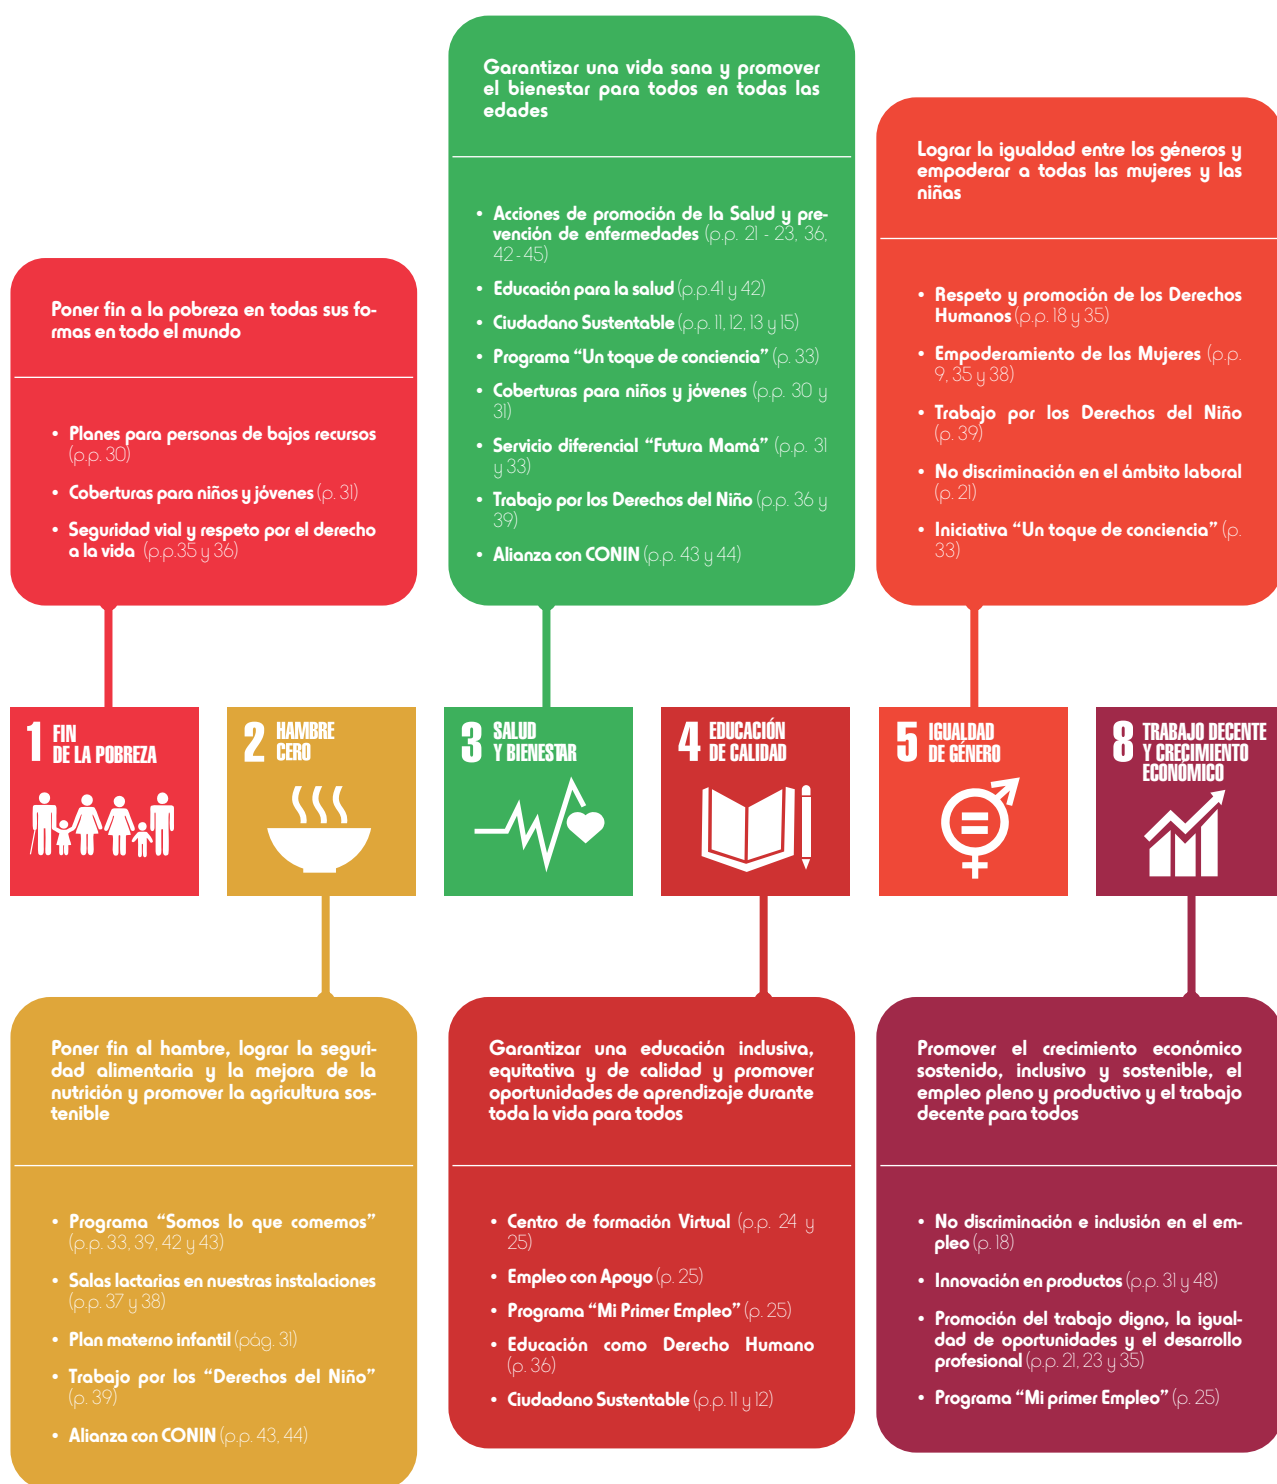 Poner fin a la pobreza en todas sus for-
mas en todo el mundo
• Planes para personas de bajos recursos
(p.p. 30)
• Coberturas para niños y jóvenes (p. 31)
• Seguridad vial y respeto por el derecho
a la vida (p.p.35 y 36)
Garantizar una vida sana y promover
el bienestar para todos en todas las
edades
• Acciones de promoción de la Salud y pre-
vención de enfermedades (p.p. 21 - 23, 36,
42-45)
• Educación para la salud (p.p.41 y 42)
• Ciudadano Sustentable (p.p. 11, 12, 13 y 15)
• Programa “Un toque de conciencia” (p. 33)
• Coberturas para niños y jóvenes (p.p. 30 y
31)
• Servicio diferencial “Futura Mamá” (p.p. 31
y 33)
• Trabajo por los Derechos del Niño (p.p. 36 y
39)
• Alianza con CONIN (p.p. 43 y 44)
Lograr la igualdad entre los géneros y
empoderar a todas las mujeres y las
niñas
• Respeto y promoción de los Derechos
Humanos (p.p. 18 y 35)
• Empoderamiento de las Mujeres (p.p.
9, 35 y 38)
• Trabajo por los Derechos del Niño
(p. 39)
• No discriminación en el ámbito laboral
(p. 21)
• Iniciativa “Un toque de conciencia” (p.
33)
1 FIN
DE LA POBREZA
2 HAMBRE
CERO
3 SALUD
Y BIENESTAR
4 EDUCACIÓN
DE CALIDAD
5 IGUALDAD
DE GÉNERO
8 TRABAJO DECENTE
Y CRECIMIENTO
ECONÓMICO
Poner fin al hambre, lograr la seguri-
dad alimentaria y la mejora de la
nutrición y promover la agricultura sos-
tenible
• Programa “Somos lo que comemos”
(p.p. 33, 39, 42 y 43)
• Salas lactarias en nuestras instalaciones
(p.p. 37 y 38)
• Plan materno infantil (pág. 31)
• Trabajo por los “Derechos del Niño”
(p. 39)
• Alianza con CONIN (p.p. 43, 44)
Garantizar una educación inclusiva,
equitativa y de calidad y promover
oportunidades de aprendizaje durante
toda la vida para todos
• Centro de formación Virtual (p.p. 24 y
25)
• Empleo con Apoyo (p. 25)
• Programa “Mi Primer Empleo” (p. 25)
• Educación como Derecho Humano
(p. 36)
• Ciudadano Sustentable (p.p. 11 y 12)
Promover el crecimiento económico
sostenido, inclusivo y sostenible, el
empleo pleno y productivo y el trabajo
decente para todos
• No discriminación e inclusión en el em-
pleo (p. 18)
• Innovación en productos (p.p. 31 y 48)
• Promoción del trabajo digno, la igual-
dad de oportunidades y el desarrollo
profesional (p.p. 21, 23 y 35)
• Programa “Mi primer Empleo” (p. 25)